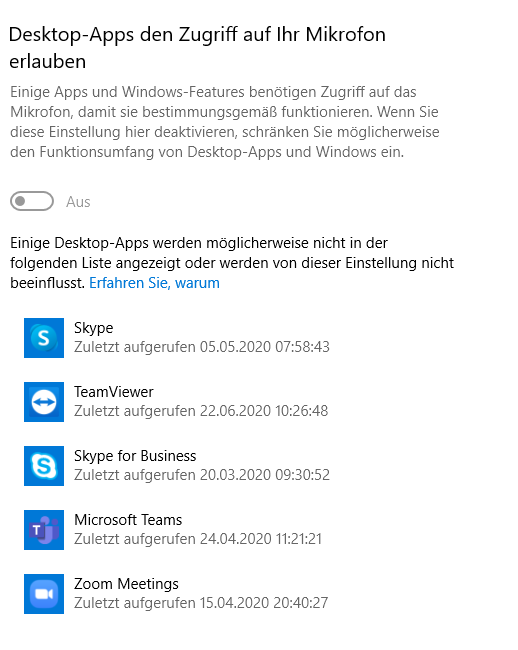 Desktop-Apps den Zugriff auf Ihr Mikrofon
erlauben
Einige Apps und Windows-Features benötigen Zugriff auf das
Mikrofon, damit sie bestimmungsgemäß funktionieren. Wenn Sie
diese Einstellung hier deaktivieren, schränken Sie möglicherweise
den Funktionsumfang von Desktop-Apps und Windows ein.
Aus
Einige Desktop-Apps werden möglicherweise nicht in der
folgenden Liste angezeigt oder werden von dieser Einstellung nicht
beeinflusst. Erfahren Sie, warum
Skype
Zuletzt aufgerufen 05.05.2020 07:58:43
TeamViewer
Zuletzt aufgerufen 22.06.2020 10:26:48
Skype for Business
Zuletzt aufgerufen 20.03.2020 09:30:52
Microsoft Teams
Zuletzt aufgerufen 24.04.2020 11:21:21
Zoom Meetings
Zuletzt aufgerufen 15.04.2020 20:40:27